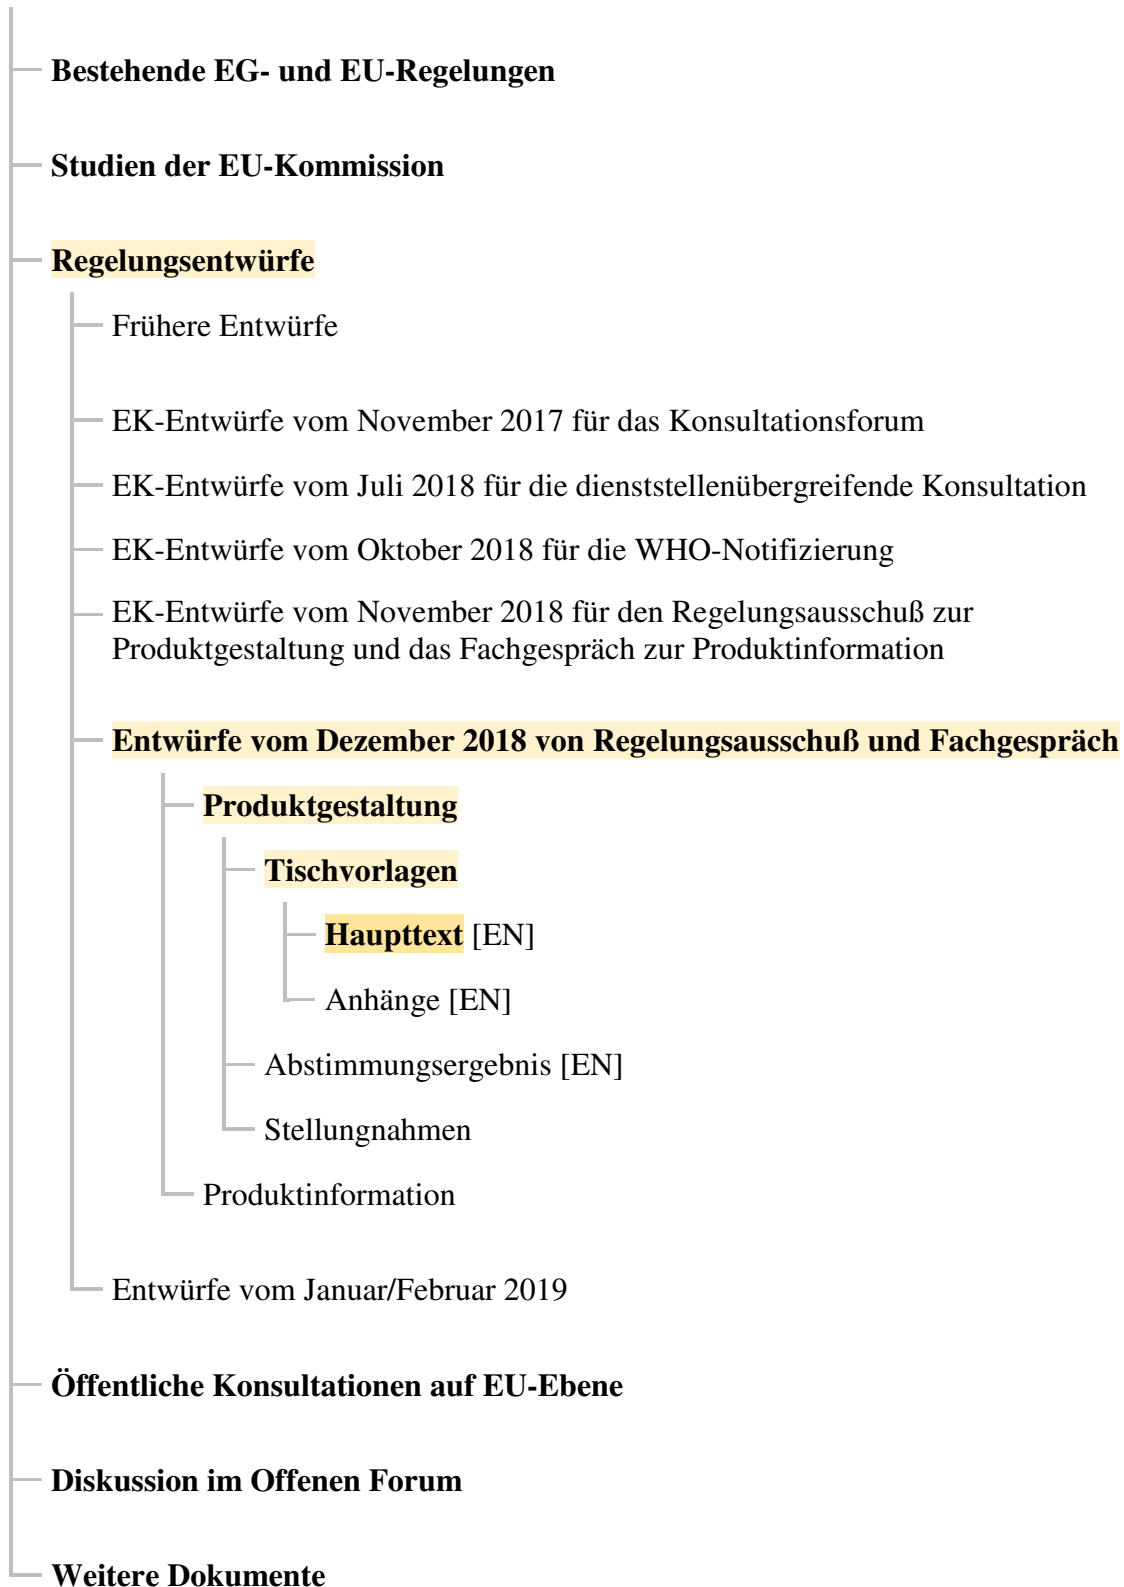 Bestehende EG- und EU-Regelungen
Studien der EU-Kommission
Regelungsentwürfe
Frühere Entwürfe
EK-Entwürfe vom November 2017 für das Konsultationsforum
EK-Entwürfe vom Juli 2018 für die dienststellenübergreifende Konsultation
EK-Entwürfe vom Oktober 2018 für die WHO-Notifizierung
EK-Entwürfe vom November 2018 für den Regelungsausschuß zur
Produktgestaltung und das Fachgespräch zur Produktinformation
Entwürfe vom Dezember 2018 von Regelungsausschuß und Fachgespräch
Produktgestaltung
Tischvorlagen
Haupttext [EN]
Anhänge [EN]
Abstimmungsergebnis [EN]
Stellungnahmen
Produktinformation
Entwürfe vom Januar/Februar 2019
Öffentliche Konsultationen auf EU-Ebene
Diskussion im Offenen Forum
Weitere Dokumente